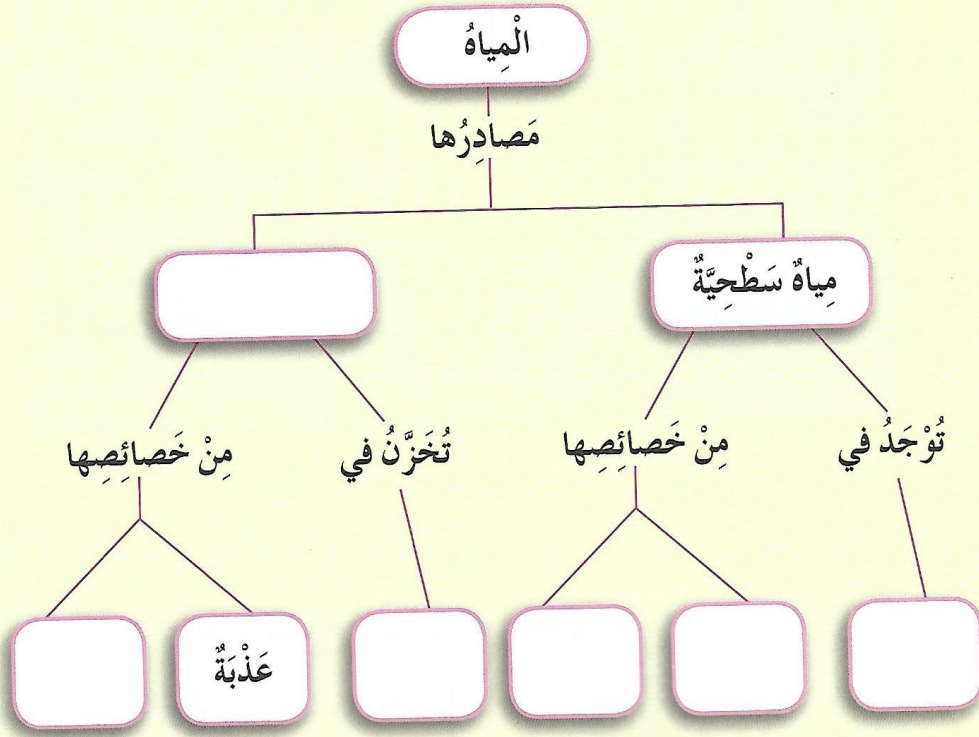 الْمِياهُ
مَصادِرُها
مِياهٌ سَطْحِيَّةٌ
تُوْجَدُ في
مِنْ خَصائِصِها
تُخَزَّنُ في
مِنْ خَصائِصِها
عَذْبَةٌ